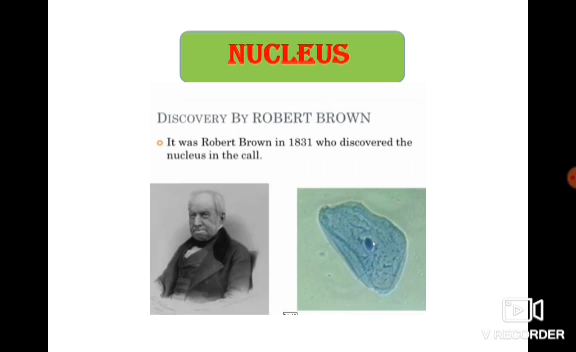 NUCLEUS
DISCOVERY BY ROBERT BROWN
It was Robert Brown in 1831 who discovered the
nucleus in the call.
V RECORDER